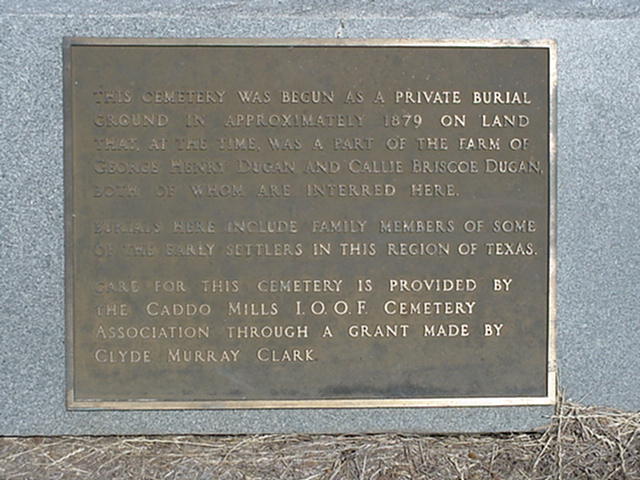 THIS CEMETERY WAS BEGUN AS A PRIVATE BURIAL
GROUND IN APPROXIMATELY 1879 ON LAND
THAT, AT THE TIME, WAS A PART OF THE FARM OF
GEORGE HENRY DUGAN AND CALLIE BRISCOE DUGAN,
BOTH OF WHOM ARE INTERRED HERE.
BURIALS HERE INCLUDE FAMILY MEMBERS OF SOME
OF THE EARLY SETTLERS IN THIS REGION OF TEXAS.
CARE FOR THIS CEMETERY IS PROVIDED BY
THE CADDO MILLS I.O.O.F. CEMETERY
ASSOCIATION THROUGH A GRANT MADE BY
CLYDE MURRAY CLARK.